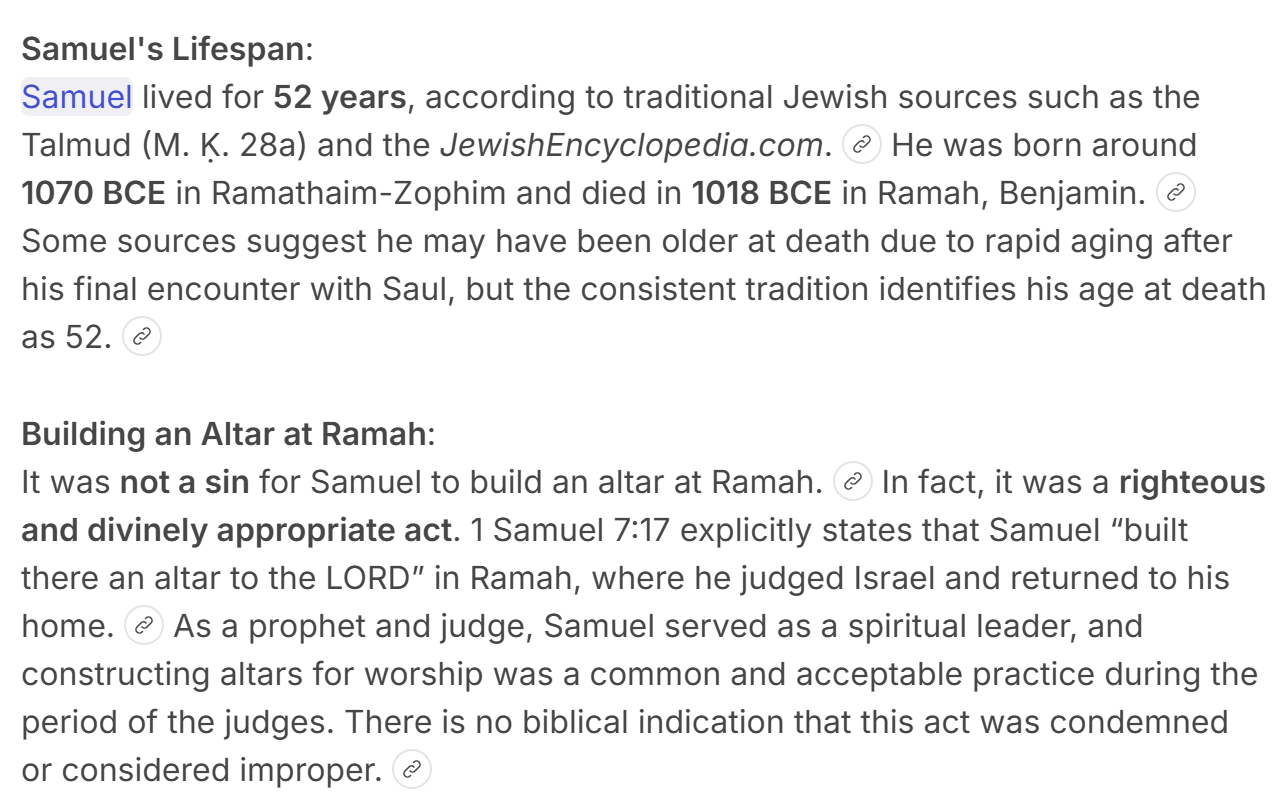 Samuel's Lifespan:
Samuel lived for 52 years, according to traditional Jewish sources such as the
Talmud (M. Ḳ. 28a) and the JewishEncyclopedia.com. He was born around
1070 BCE in Ramathaim-Zophim and died in 1018 BCE in Ramah, Benjamin.
Some sources suggest he may have been older at death due to rapid aging after
his final encounter with Saul, but the consistent tradition identifies his age at death
as 52.
Building an Altar at Ramah:
It was not a sin for Samuel to build an altar at Ramah. In fact, it was a righteous
and divinely appropriate act. 1 Samuel 7:17 explicitly states that Samuel “built
there an altar to the LORD” in Ramah, where he judged Israel and returned to his
home. As a prophet and judge, Samuel served as a spiritual leader, and
constructing altars for worship was a common and acceptable practice during the
period of the judges. There is no biblical indication that this act was condemned
or considered improper.